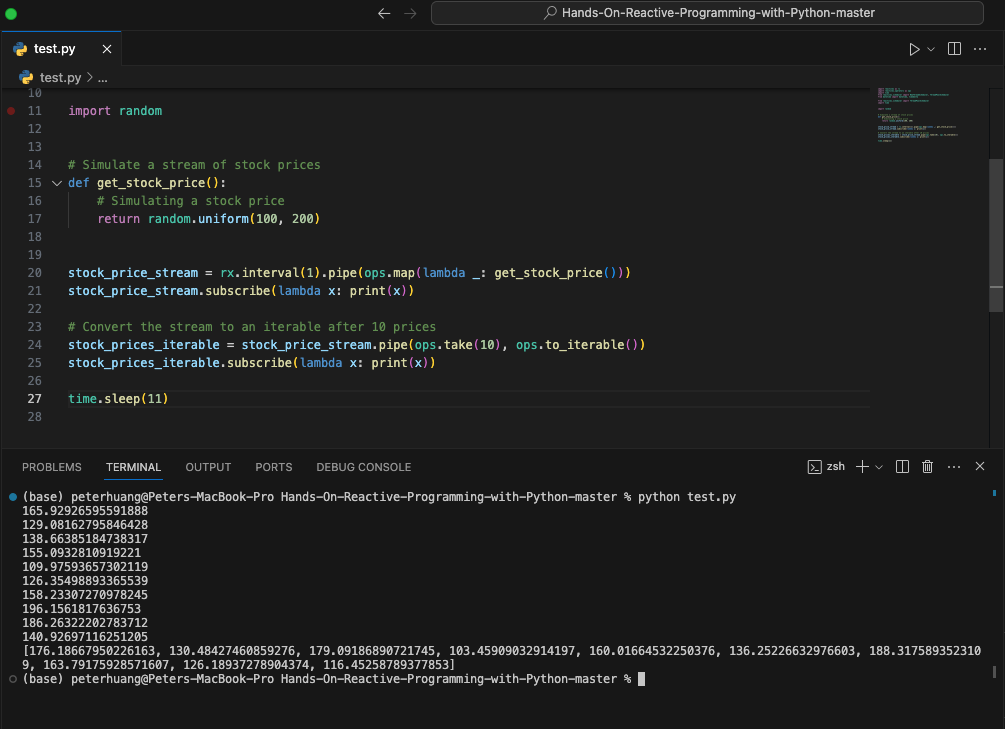 Hands-On-Reactive-Programming-with-Python-master
test.py
test.py > ...
10
11 import random
12
13
14 # Simulate a stream of stock prices
15 def get_stock_price():
16     # Simulating a stock price
17     return random.uniform(100, 200)
18
19
20 stock_price_stream = rx.interval(1).pipe(ops.map(lambda _: get_stock_price()))
21 stock_price_stream.subscribe(lambda x: print(x))
22
23 # Convert the stream to an iterable after 10 prices
24 stock_prices_iterable = stock_price_stream.pipe(ops.take(10), ops.to_iterable())
25 stock_prices_iterable.subscribe(lambda x: print(x))
26
27 time.sleep(11)
28
PROBLEMS TERMINAL OUTPUT PORTS DEBUG CONSOLE zsh
(base) peterhuang@Peters-MacBook-Pro Hands-On-Reactive-Programming-with-Python-master % python test.py
165.92926595591888
129.08162795846428
138.66385184738317
155.0932810919221
109.97593657302119
126.35498893365539
158.23307270978245
196.1561817636753
186.26322202783712
140.92697116251205
[176.18667950226163, 130.48427460859276, 179.09186890721745, 103.45909032914197, 160.01664532250376, 136.25226632976603, 188.317589352310
9, 163.79175928571607, 126.18937278904374, 116.45258789377853]
(base) peterhuang@Peters-MacBook-Pro Hands-On-Reactive-Programming-with-Python-master %